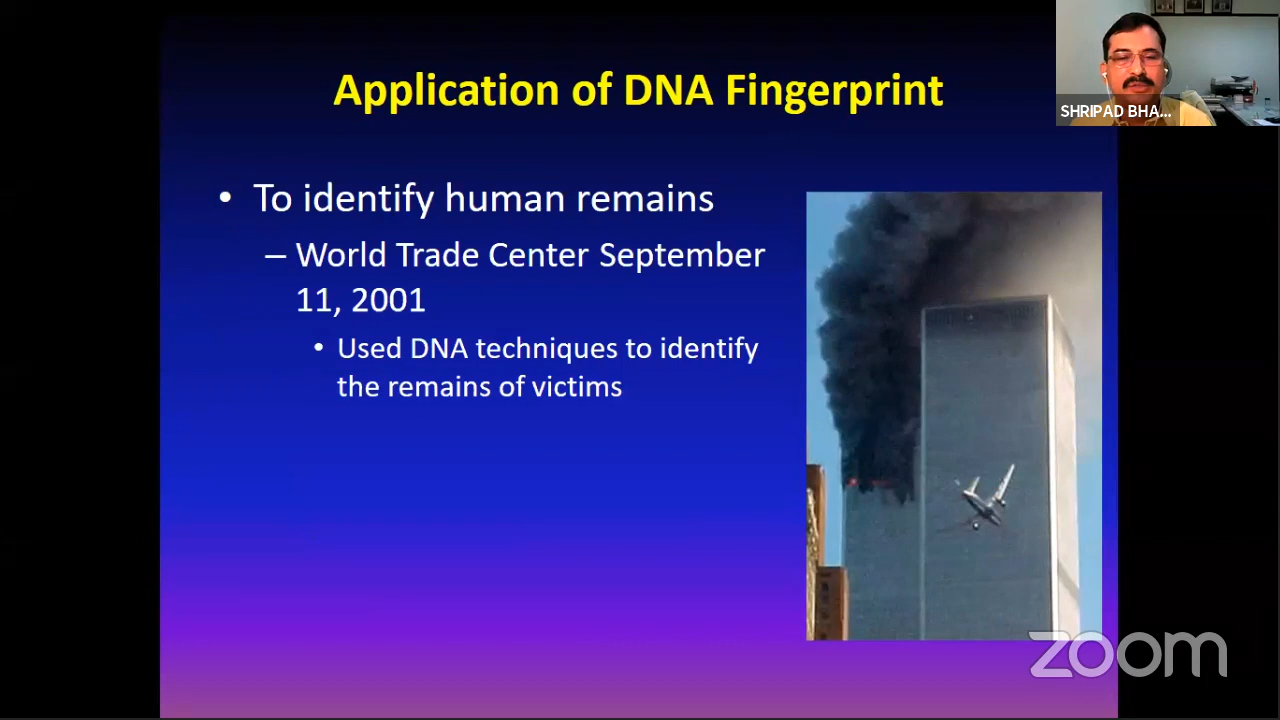 Application of DNA Fingerprint
SHRIPAD BHA...
• To identify human remains
– World Trade Center September
11, 2001
• Used DNA techniques to identify
the remains of victims
zoom